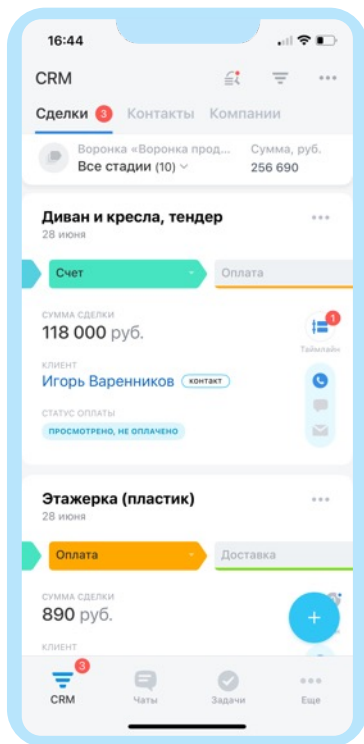 16:44
CRM
Сделки 3 Контакты Компании
Воронка «Воронка прод... Сумма, руб.
Все стадии (10) 256 690
Диван и кресла, тендер
28 июня
Счет Оплата
СУММА СДЕЛКИ
118 000 руб.
1
Таймлайн
КЛИЕНТ
Игорь Варенников контакт
СТАТУС ОПЛАТЫ
ПРОСМОТРЕНО, НЕ ОПЛАЧЕНО
Этажерка (пластик)
28 июня
Оплата Доставка
СУММА СДЕЛКИ
890 руб.
КЛИЕНТ
3
CRM Чаты Задачи Еще